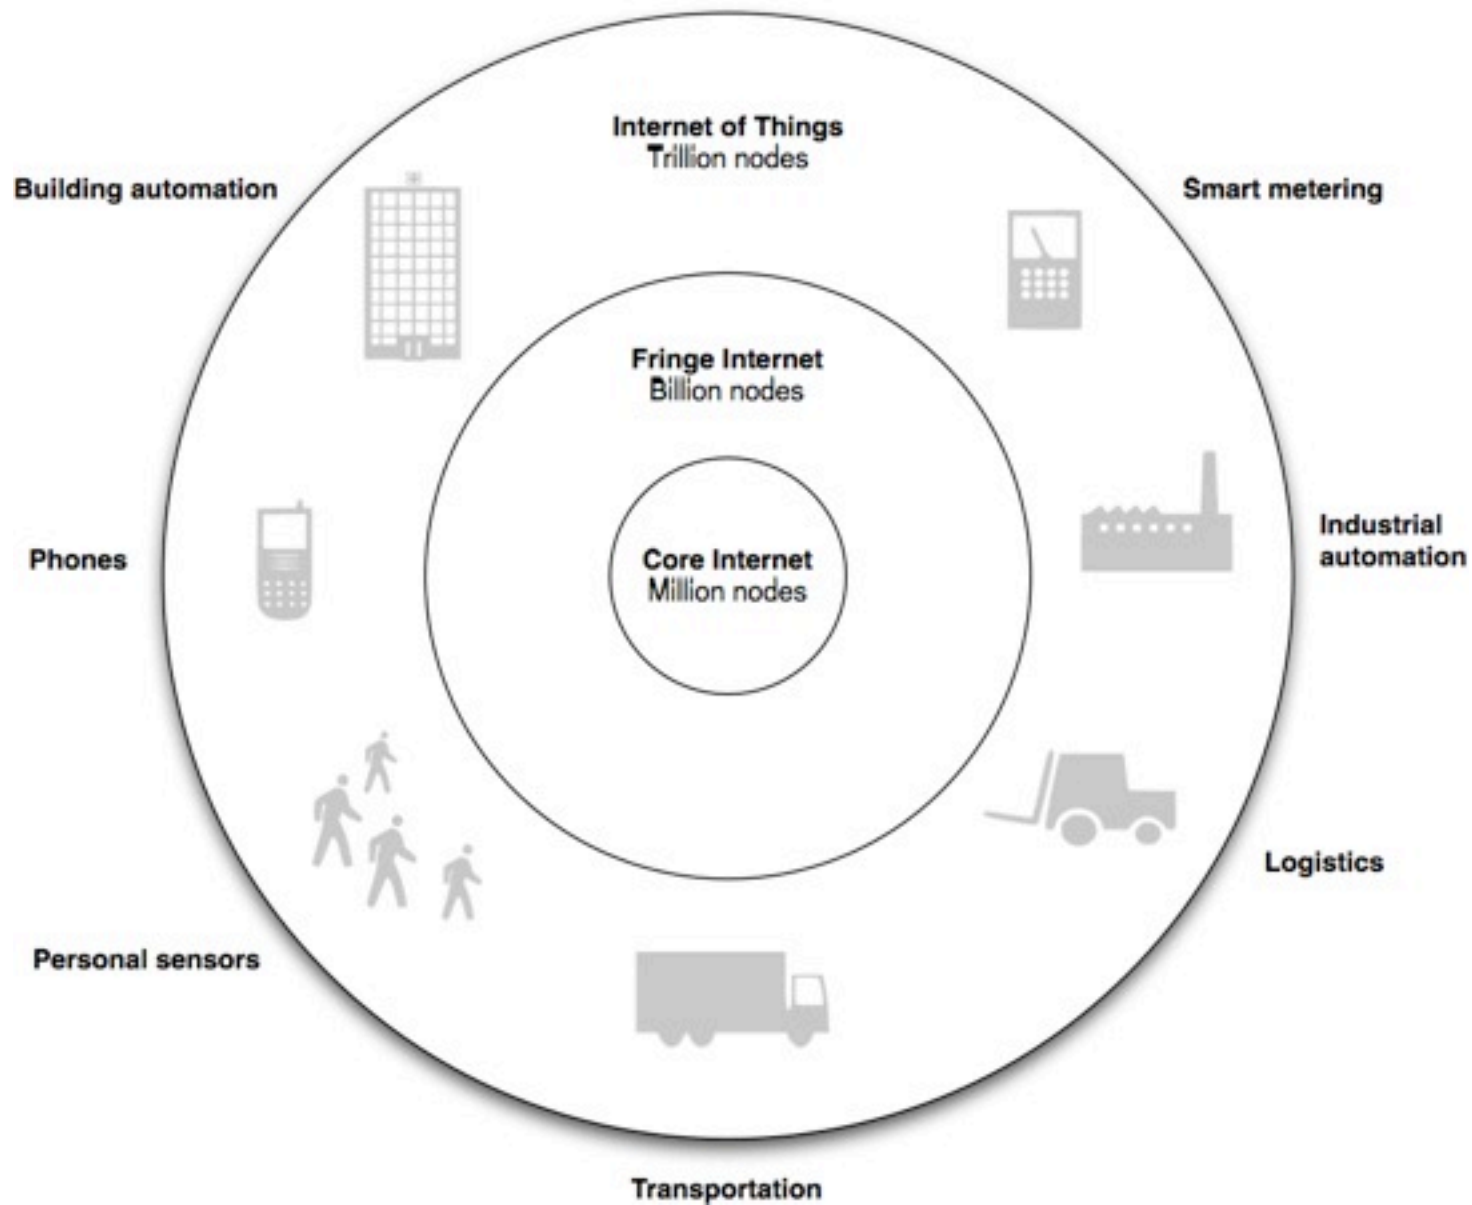 Internet of Things
Trillion nodes
Building automation
Smart metering
Fringe Internet
Billion nodes
Core Internet
Million nodes
Phones
Industrial
automation
Logistics
Personal sensors
Transportation